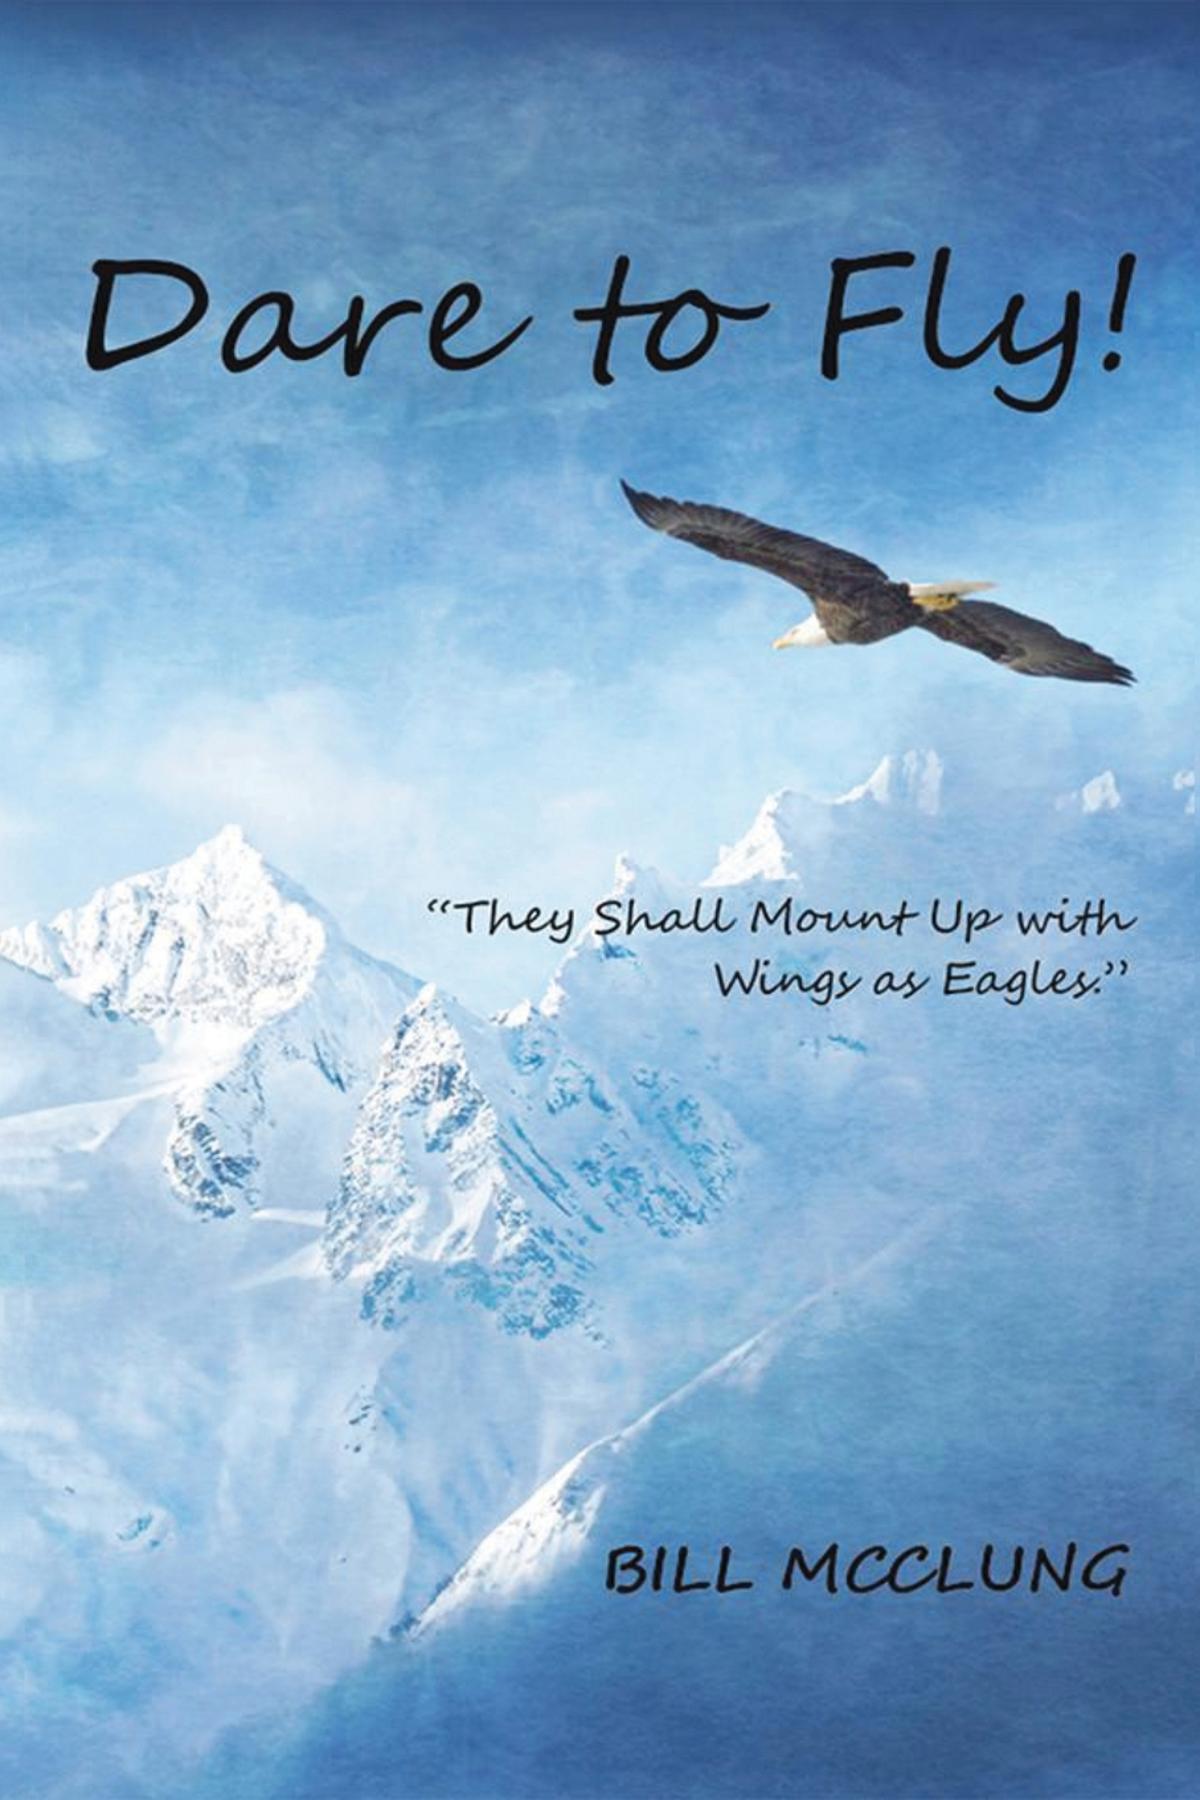 Dare to Fly!
“They Shall Mount Up with
Wings as Eagles.”
BILL MCCLUNG